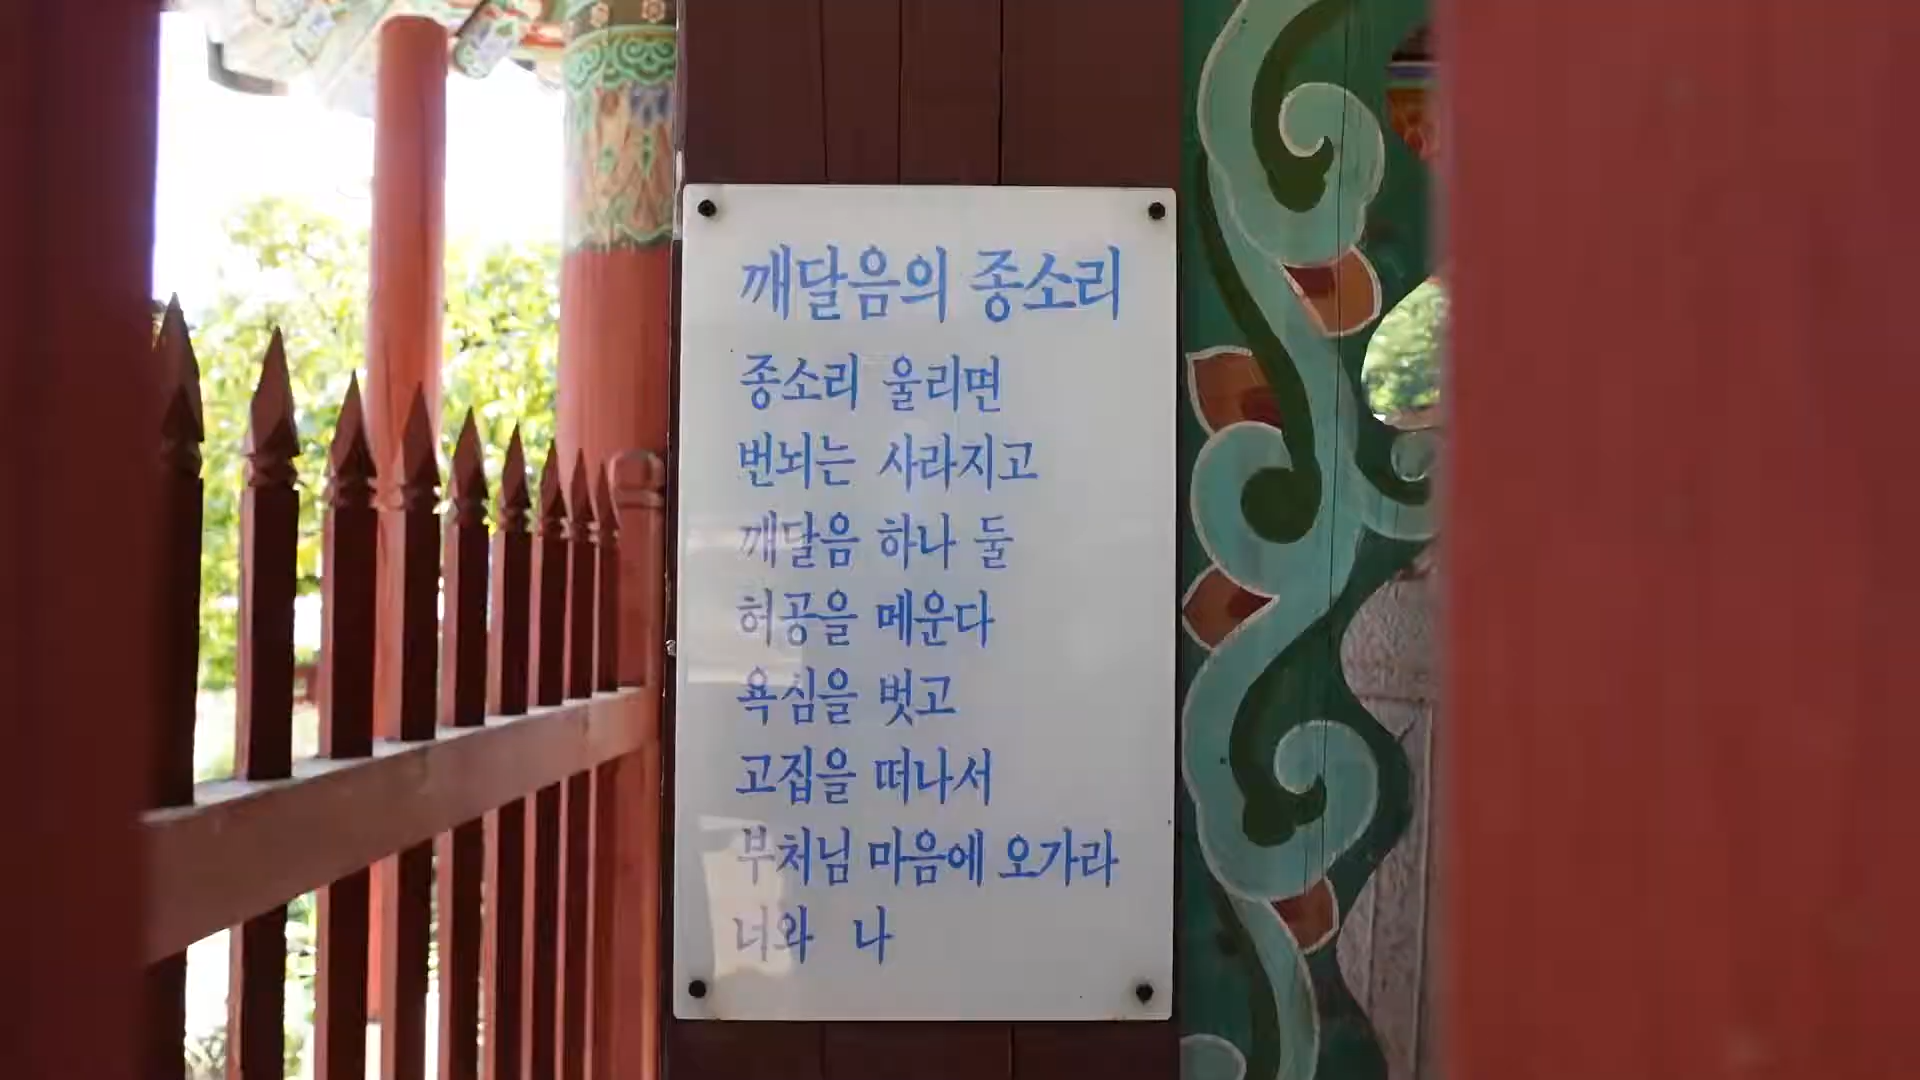 깨달음의 종소리
종소리 울리면
번뇌는 사라지고
깨달음 하나 둘
허공을 메운다
욕심을 벗고
고집을 떠나서
부처님 마음에 오가라
너와 나